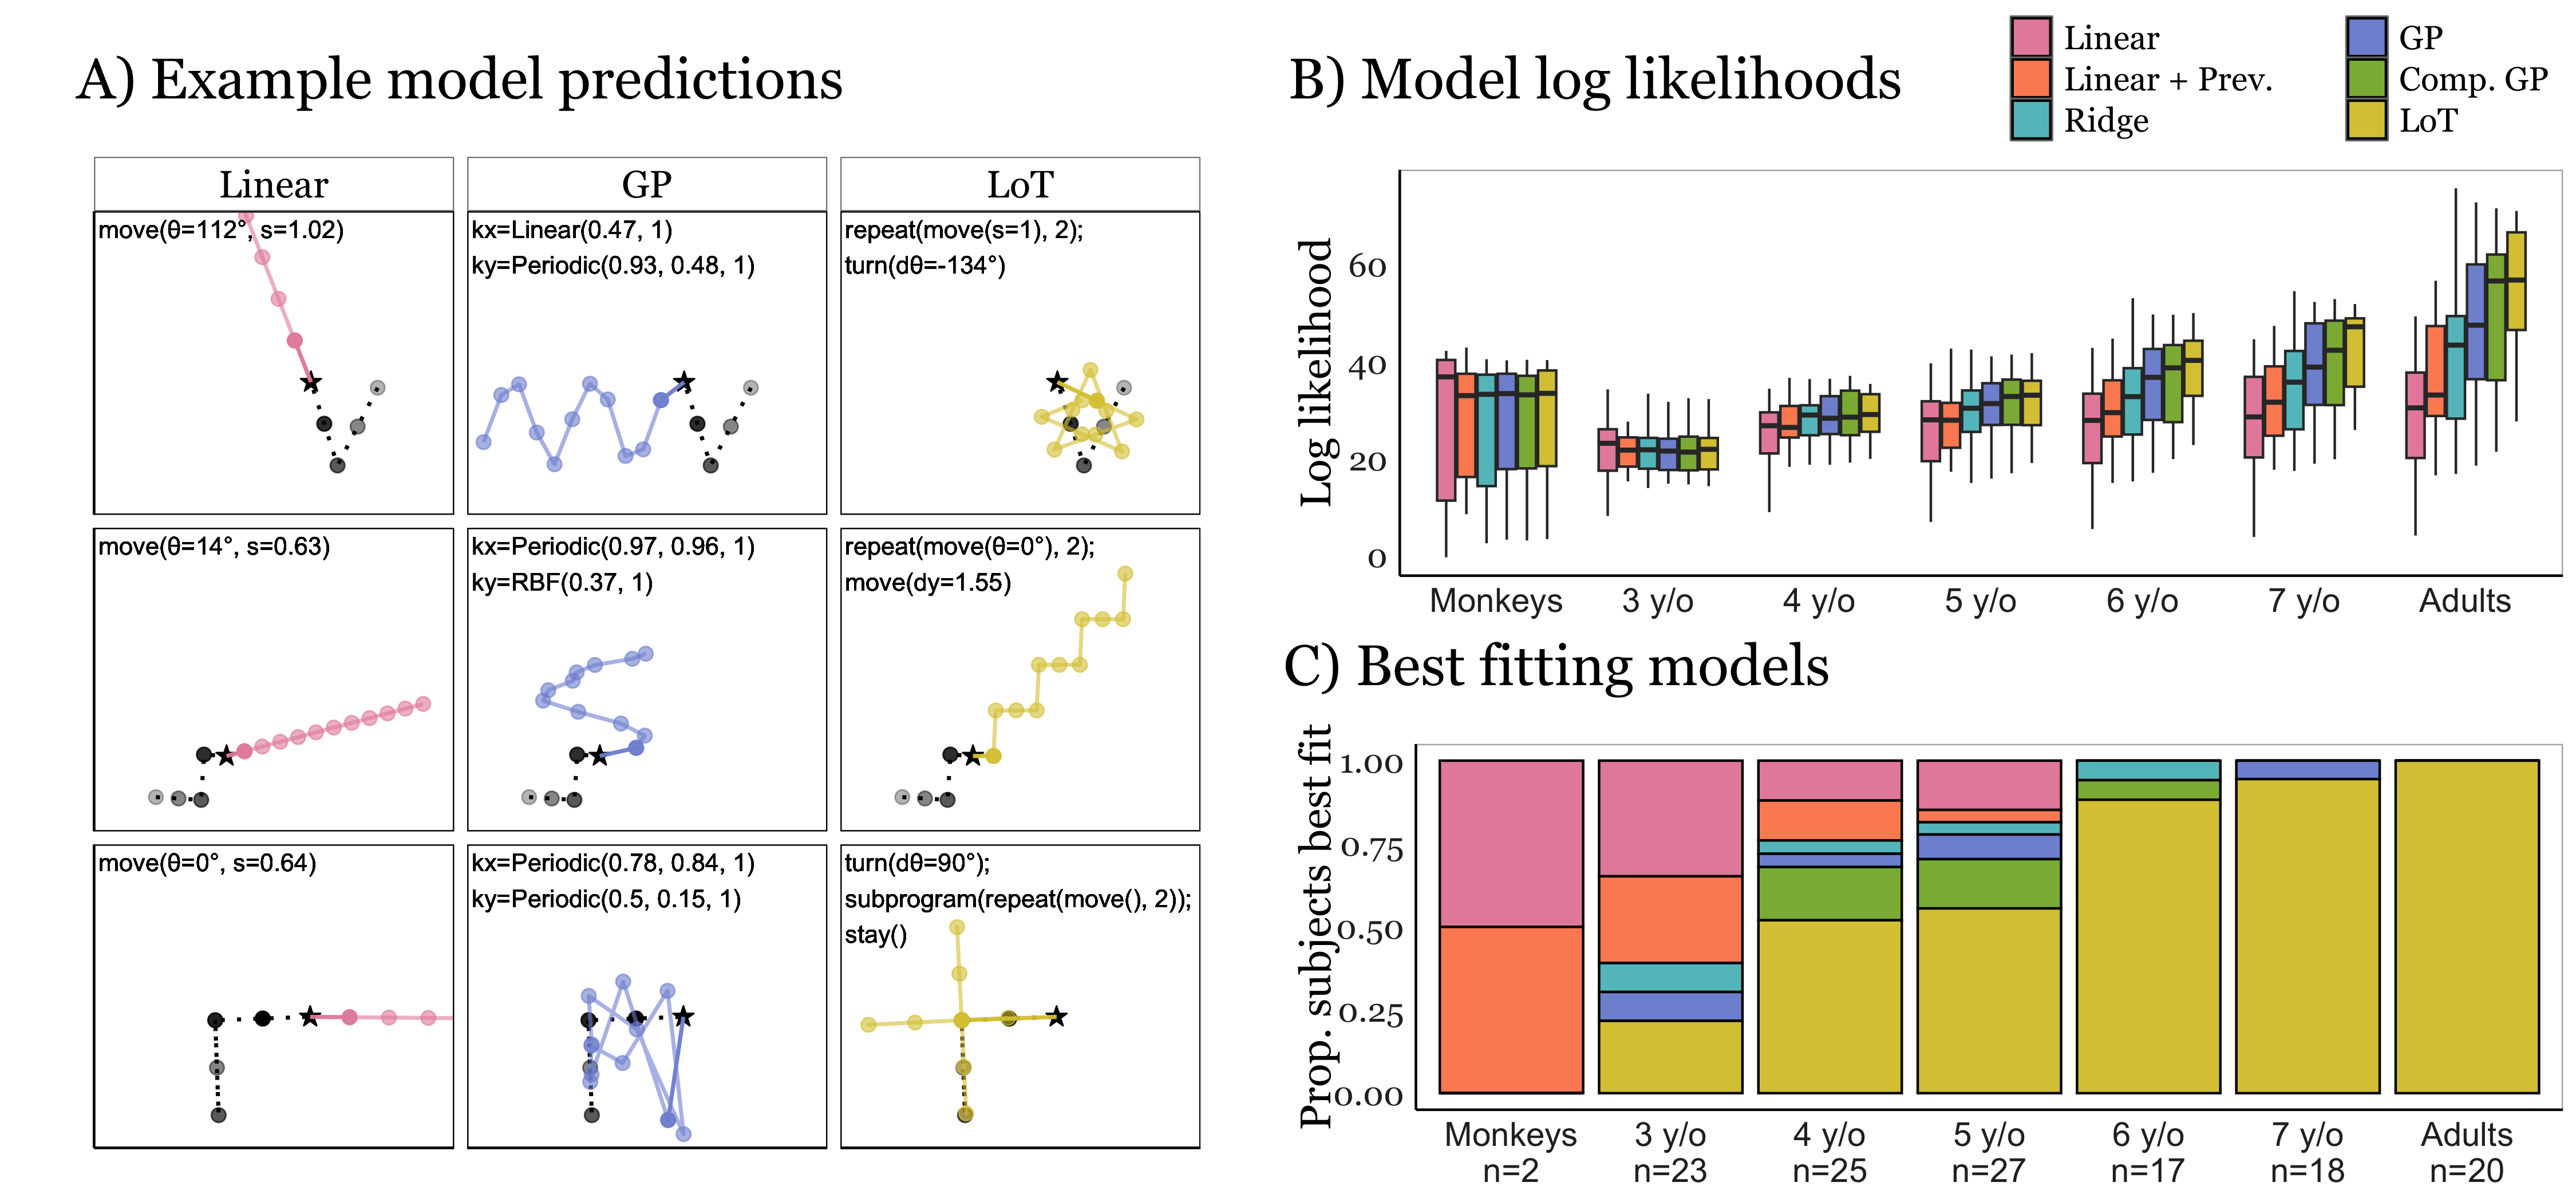 A) Example model predictions
Linear
GP
LoT
move(θ=112°, s=1.02)
kx=Linear(0.47, 1)
ky=Periodic(0.93, 0.48, 1)
repeat(move(s=1), 2);
turn(dθ=-134°)
move(θ=14°, s=0.63)
kx=Periodic(0.97, 0.96, 1)
ky=RBF(0.37, 1)
repeat(move(θ=0°), 2);
move(dy=1.55)
move(θ=0°, s=0.64)
kx=Periodic(0.78, 0.84, 1)
ky=Periodic(0.5, 0.15, 1)
turn(dθ=90°);
subprogram(repeat(move(), 2));
stay()
B) Model log likelihoods
Linear
Linear + Prev.
Ridge
GP
Comp. GP
LoT
Log likelihood
60
40
20
0
Monkeys
3 y/o
4 y/o
5 y/o
6 y/o
7 y/o
Adults
C) Best fitting models
Prop. subjects best fit
1.00
0.75
0.50
0.25
0.00
Monkeys
n=2
3 y/o
n=23
4 y/o
n=25
5 y/o
n=27
6 y/o
n=17
7 y/o
n=18
Adults
n=20